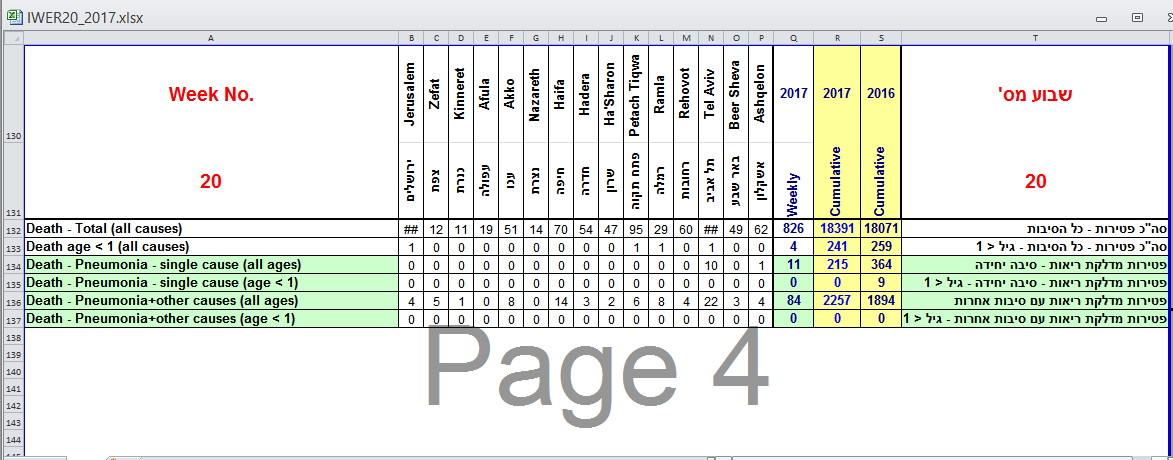 IWER20_2017.xlsx
A B C D E F G H I J K L M N O P Q R S T
130 Week No. Jerusalem Zefat Kinneret Afula Akko Nazareth Haifa Hadera Ha'Sharon Petach Tiqwa Ramla Rehovot Tel Aviv Beer Sheva Ashqelon 2017 2017 2016 שבוע מס'
131 20 ירושלים צפת כנרת עפולה עכו נצרת חיפה חדרה שרון פתח תקוה רמלה רחובות תל אביב באר שבע אשקלון Weekly Cumulative Cumulative 20
132 Death - Total (all causes) ## 12 11 19 51 14 70 54 47 95 29 60 ## 49 62 826 18391 18071 סה"כ פטירות - כל הסיבות
133 Death age < 1 (all causes) 1 0 0 0 0 0 0 0 0 1 1 0 1 0 0 4 241 259 סה"כ פטירות - כל הסיבות - גיל < 1
134 Death - Pneumonia - single cause (all ages) 0 0 0 0 0 0 0 0 0 0 0 0 10 0 1 11 215 364 פטירות מדלקת ריאות - סיבה יחידה
135 Death - Pneumonia - single cause (age < 1) 0 0 0 0 0 0 0 0 0 0 0 0 0 0 0 0 0 9 פטירות מדלקת ריאות - סיבה יחידה - גיל < 1
136 Death - Pneumonia+other causes (all ages) 4 5 1 0 8 0 14 3 2 6 8 4 22 3 4 84 2257 1894 פטירות מדלקת ריאות עם סיבות אחרות
137 Death - Pneumonia+other causes (age < 1) 0 0 0 0 0 0 0 0 0 0 0 0 0 0 0 0 0 0 פטירות מדלקת ריאות עם סיבות אחרות - גיל < 1
138
139
140
141
142
143
144
Page 4